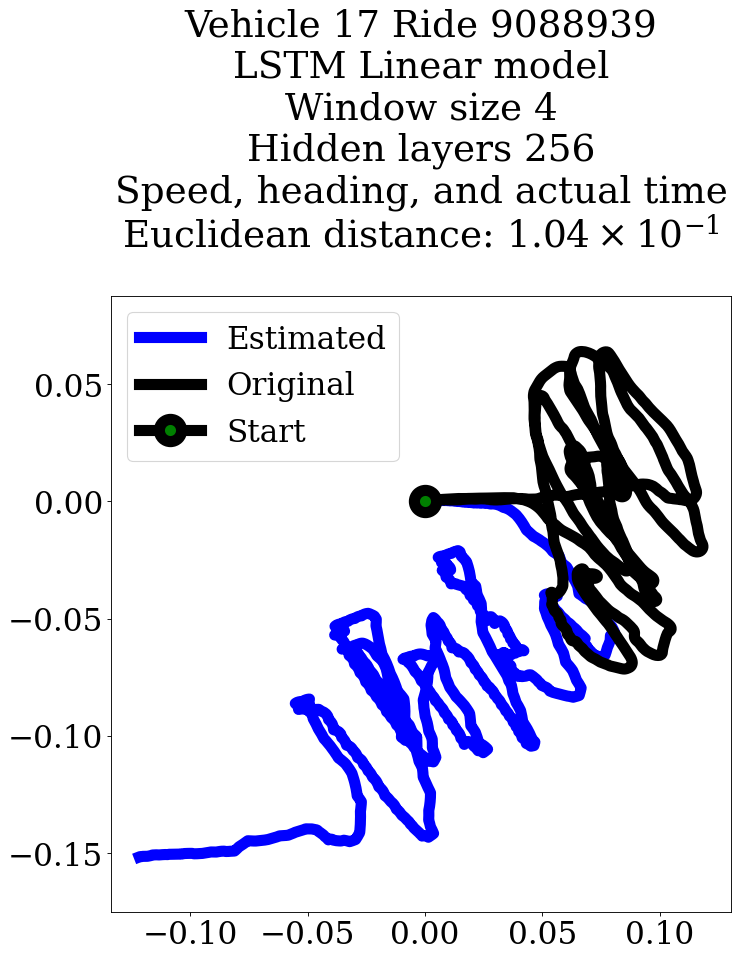 Vehicle 17 Ride 9088939
LSTM Linear model
Window size 4
Hidden layers 256
Speed, heading, and actual time
Euclidean distance: 1.04 × 10⁻¹
Estimated
Original
Start
0.05
0.00
−0.05
−0.10
−0.15
−0.10 −0.05 0.00 0.05 0.10